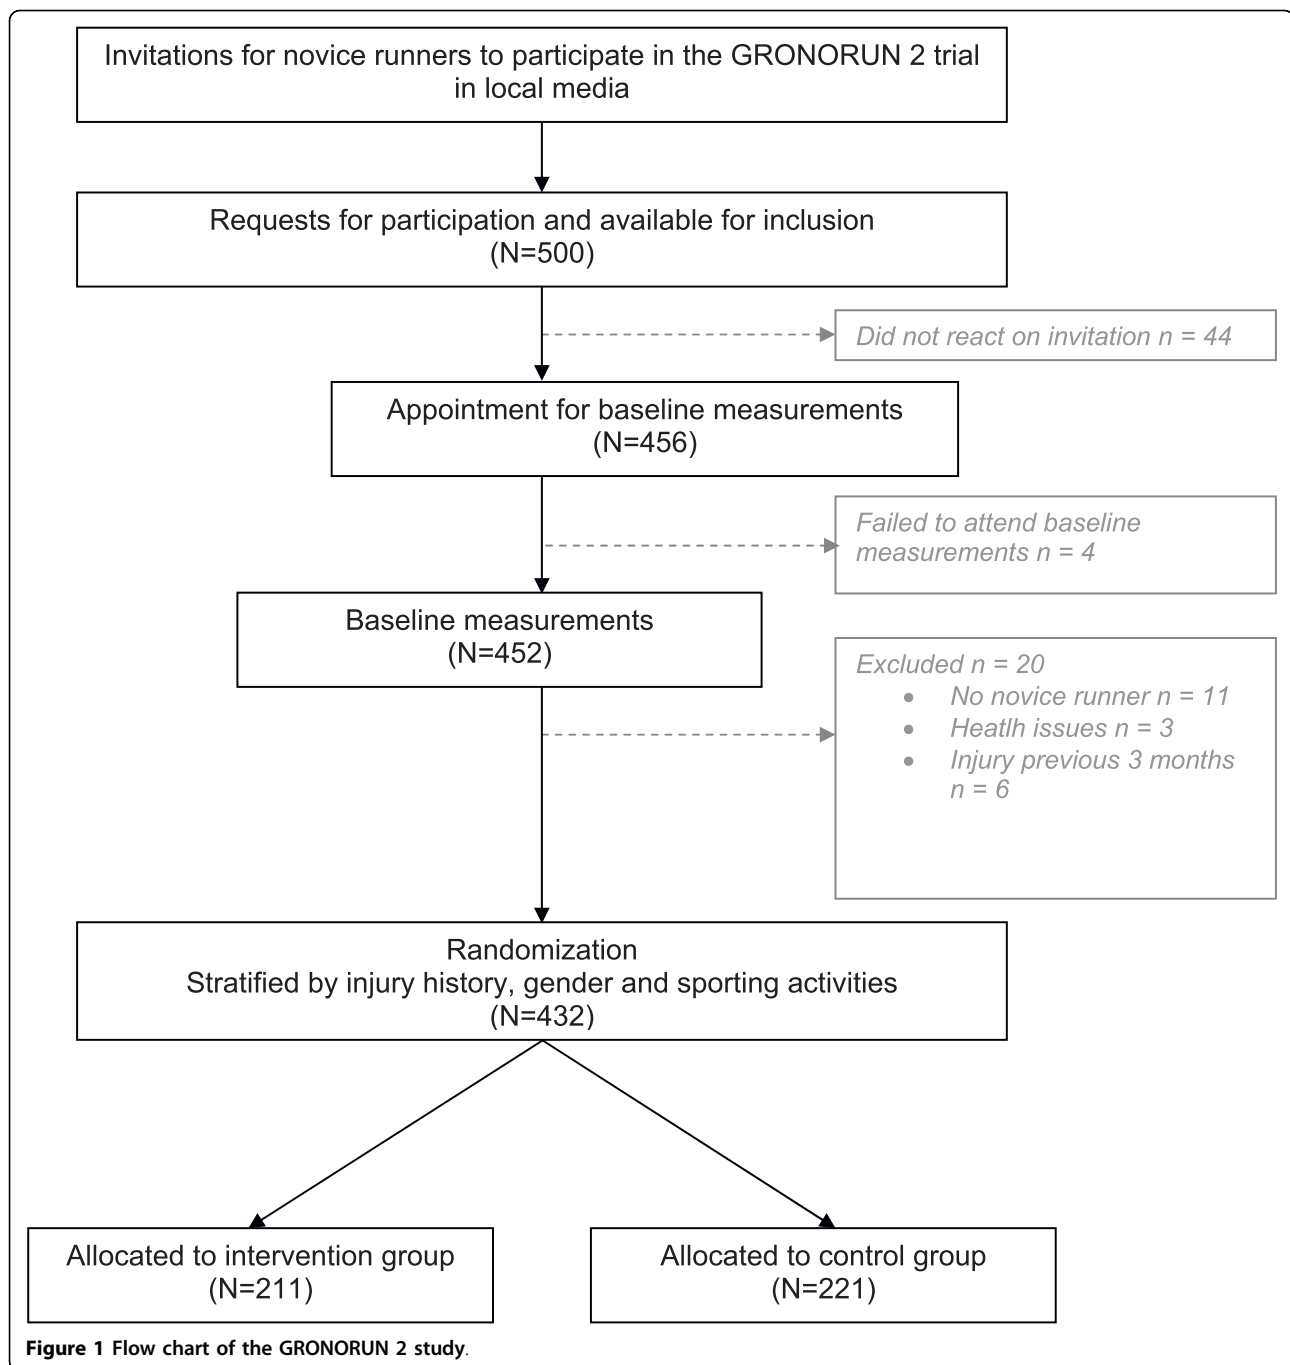 Invitations for novice runners to participate in the GRONORUN 2 trial
in local media
Requests for participation and available for inclusion
(N=500)
Did not react on invitation n = 44
Appointment for baseline measurements
(N=456)
Failed to attend baseline
measurements n = 4
Baseline measurements
(N=452)
Excluded n = 20
• No novice runner n = 11
• Heatlh issues n = 3
• Injury previous 3 months
n = 6
Randomization
Stratified by injury history, gender and sporting activities
(N=432)
Allocated to intervention group
(N=211)
Allocated to control group
(N=221)
Figure 1 Flow chart of the GRONORUN 2 study.